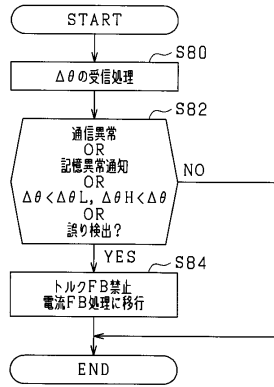 START
S80
Δθの受信処理
S82
通信異常
OR
記憶異常通知
OR
Δθ<ΔθL, ΔθH<Δθ
OR
誤り検出?
NO
YES
S84
トルクFB禁止
電流FB処理に移行
END